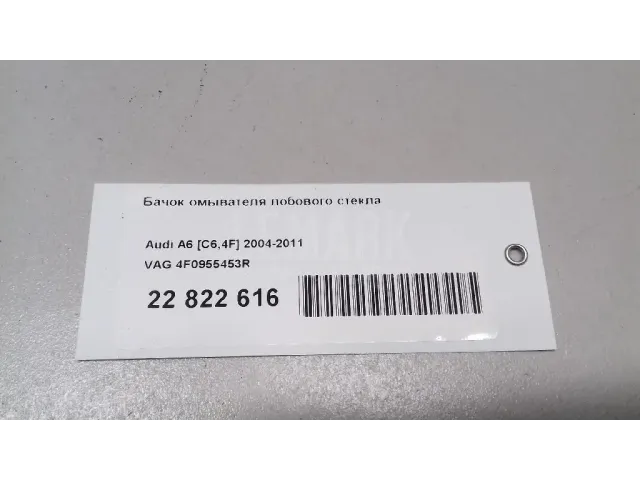 Бачок омывателя лобового стекла
Audi A6 [C6,4F] 2004-2011
VAG 4F0955453R
22 822 616